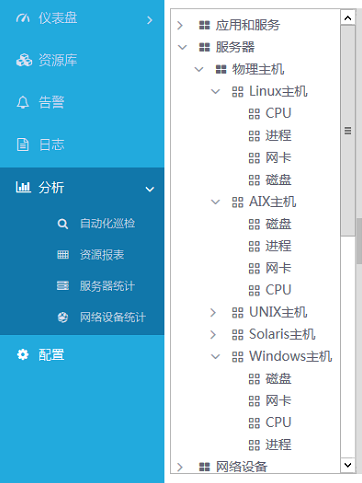 仪表盘
资源库
告警
日志
分析
自动化巡检
资源报表
服务器统计
网络设备统计
配置
应用和服务
服务器
物理主机
Linux主机
CPU
进程
网卡
磁盘
AIX主机
磁盘
进程
网卡
CPU
UNIX主机
Solaris主机
Windows主机
磁盘
网卡
CPU
进程
网络设备